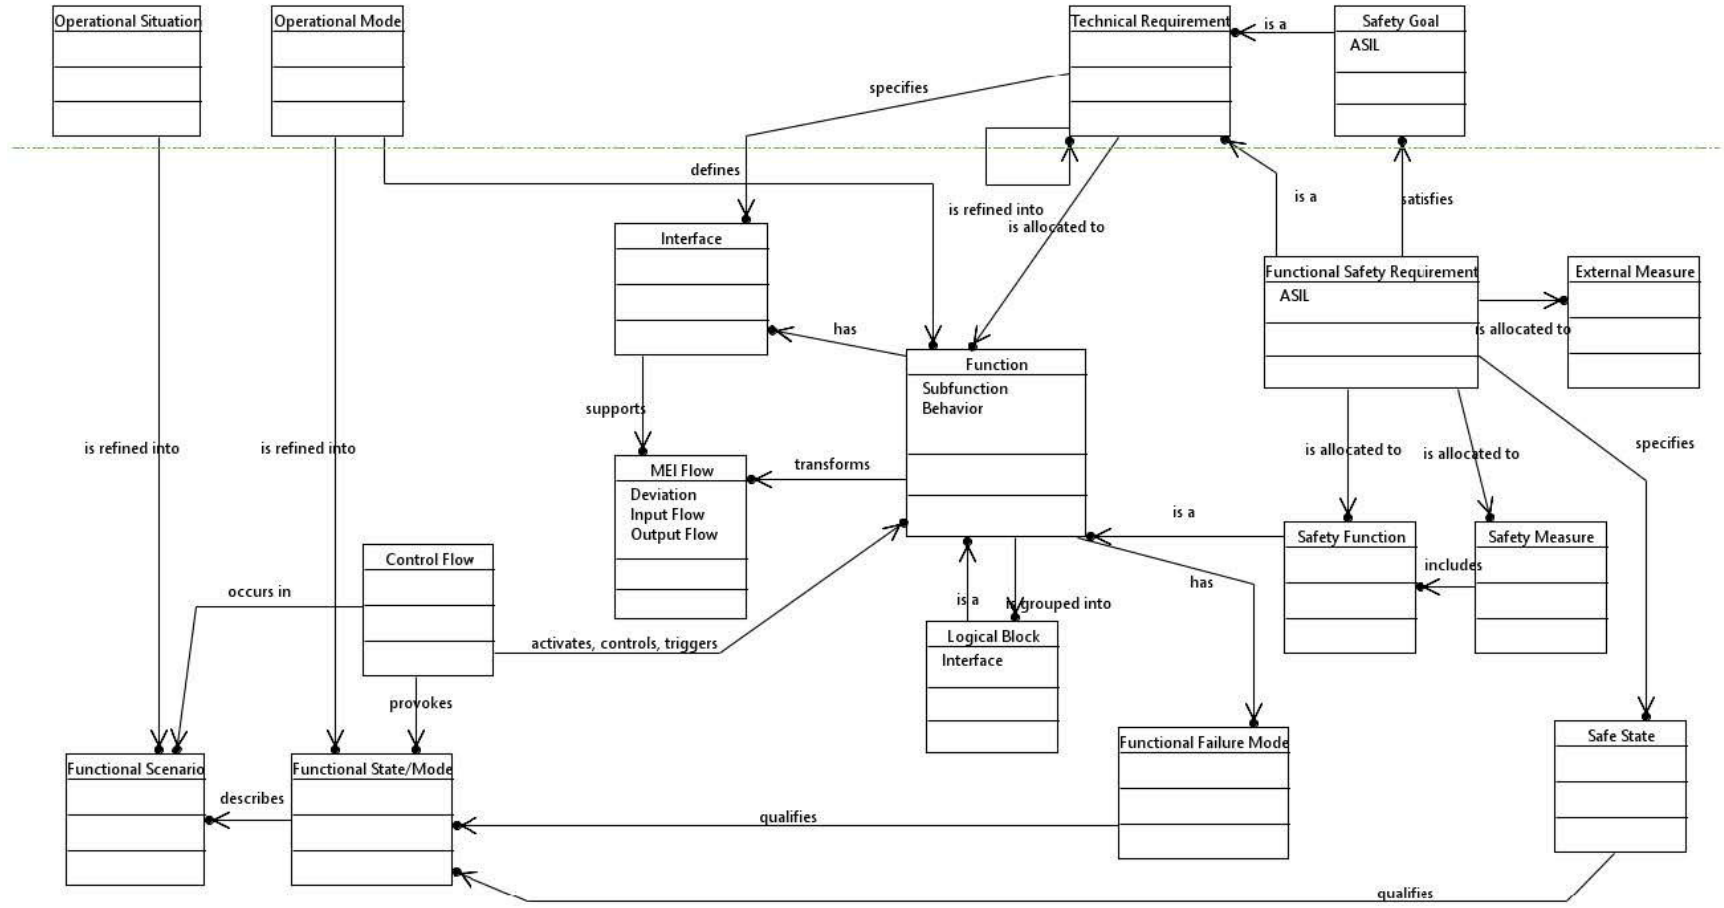 Operational Situation
Operational Mode
Technical Requirement
is a
Safety Goal
ASIL
specifies
defines
is refined into
is allocated to
is a
satisfies
Interface
Functional Safety Requirement
ASIL
External Measure
is allocated to
has
Function
Subfunction
Behavior
supports
is refined into
is refined into
is allocated to
is allocated to
specifies
MEI Flow
Deviation
Input Flow
Output Flow
transforms
is a
Safety Function
Safety Measure
includes
Control Flow
occurs in
has
is a
is grouped into
activates, controls, triggers
Logical Block
Interface
provokes
Functional Scenario
Functional State/Mode
Functional Failure Mode
Safe State
describes
qualifies
qualifies